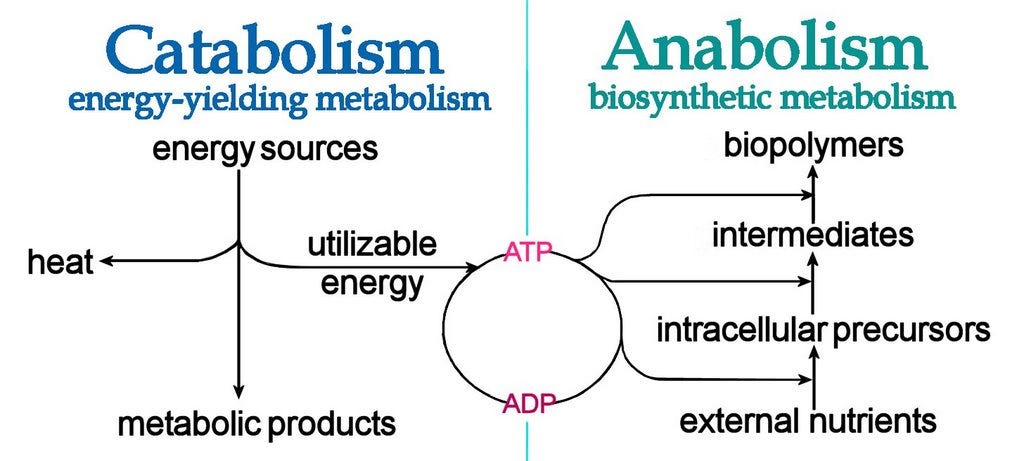 Catabolism
energy-yielding metabolism
energy sources
heat
utilizable
energy
metabolic products
ATP
ADP
Anabolism
biosynthetic metabolism
biopolymers
intermediates
intracellular precursors
external nutrients